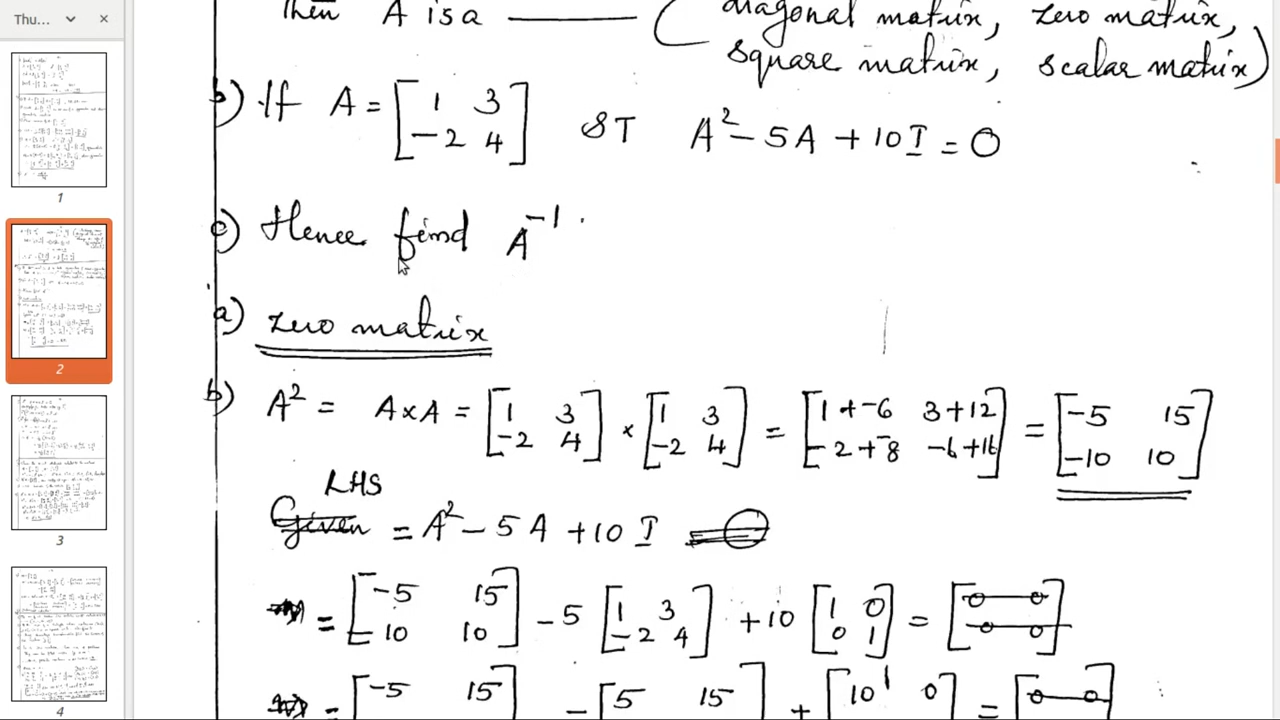 Thu...
1
2
3
4
Then A is a ———— (diagonal matrix, zero matrix,
square matrix, scalar matrix)
b) If A = [1 3; -2 4] ST A² - 5A + 10I = 0
c) Hence find A⁻¹.
a) zero matrix
b) A² = A×A = [1 3; -2 4] × [1 3; -2 4] = [1+-6 3+12; -2+-8 -6+16] = [-5 15; -10 10]
LHS
Given = A² - 5A + 10I = 0
= [-5 15; -10 10] - 5 [1 3; -2 4] + 10 [1 0; 0 1] = [0 0; 0 0]
= [-5 15 - [5 15 + [10 0 = [0 0